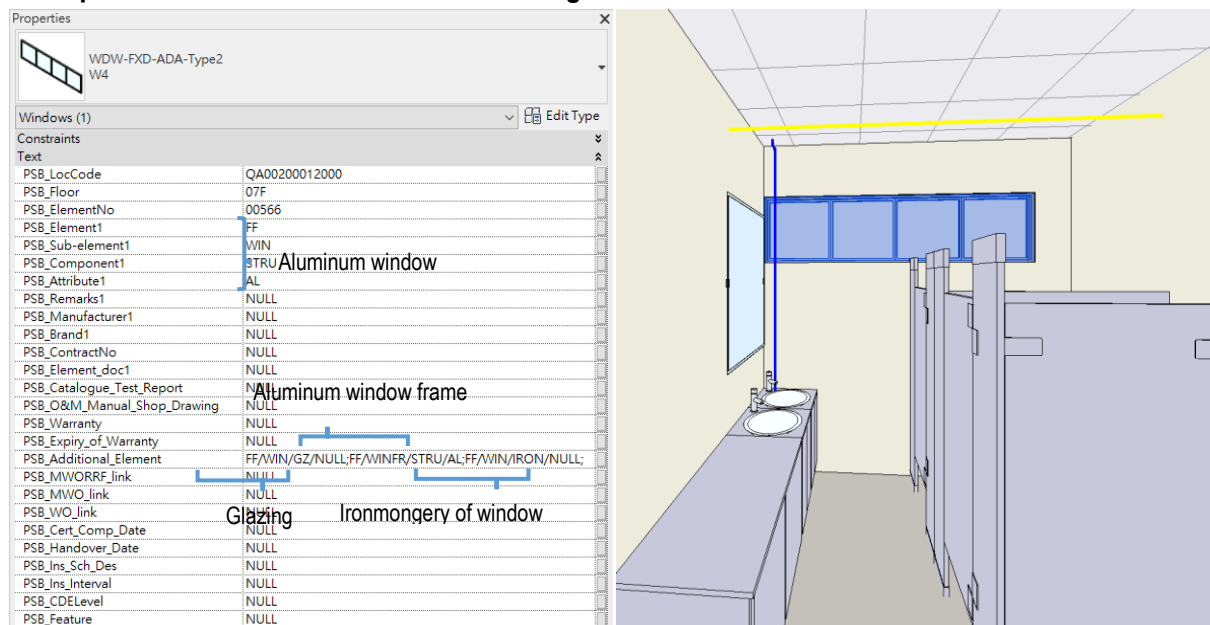 Properties
WDW-FXD-ADA-Type2
W4
Windows (1)
Edit Type
Constraints
Text
PSB_LocCode QA00200012000
PSB_Floor 07F
PSB_ElementNo 00566
PSB_Element1 FF
PSB_Sub-element1 WIN
PSB_Component1 STRU
Aluminum window
PSB_Attribute1 AL
PSB_Remarks1 NULL
PSB_Manufacturer1 NULL
PSB_Brand1 NULL
PSB_ContractNo NULL
PSB_Element_doc1 NULL
PSB_Catalogue_Test_Report NULL
Aluminum window frame
PSB_O&M_Manual_Shop_Drawing NULL
PSB_Warranty NULL
PSB_Expiry_of_Warranty NULL
PSB_Additional_Element FF/WIN/GZ/NULL;FF/WINFR/STRU/AL;FF/WIN/IRON/NULL;
PSB_MWORRF_link NULL
PSB_MWO_link NULL
PSB_WO_link NULL
Glazing
Ironmongery of window
PSB_Cert_Comp_Date NULL
PSB_Handover_Date NULL
PSB_Ins_Sch_Des NULL
PSB_Ins_Interval NULL
PSB_CDELevel NULL
PSB_Feature NULL